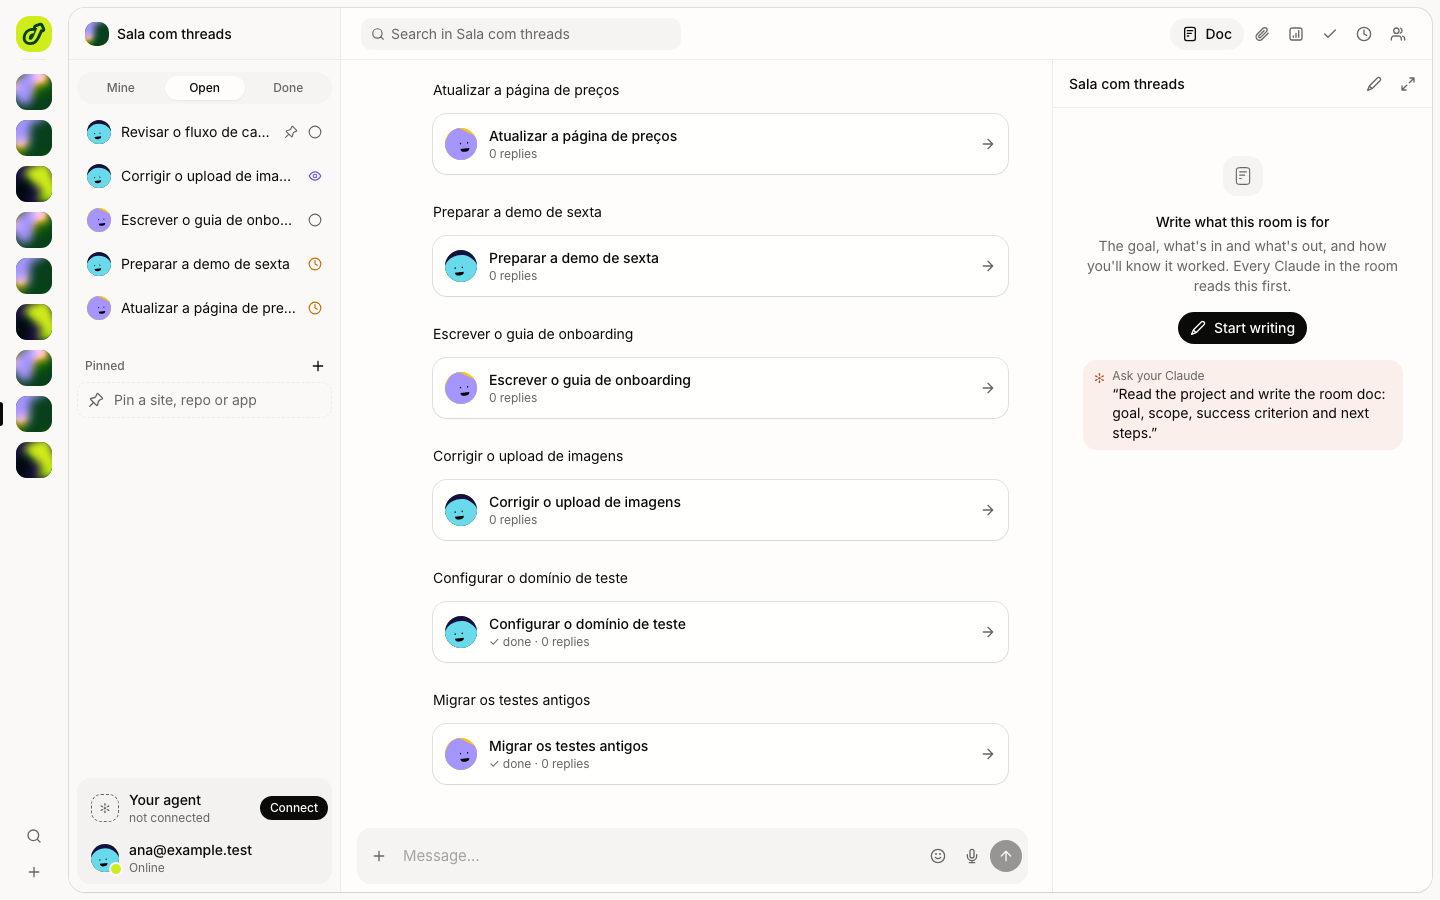 Sala com threads
Search in Sala com threads
Doc
Mine
Open
Done
Revisar o fluxo de ca...
Corrigir o upload de ima...
Escrever o guia de onbo...
Preparar a demo de sexta
Atualizar a página de pre...
Pinned
Pin a site, repo or app
Your agent
not connected
Connect
ana@example.test
Online
Atualizar a página de preços
Atualizar a página de preços
0 replies
Preparar a demo de sexta
Preparar a demo de sexta
0 replies
Escrever o guia de onboarding
Escrever o guia de onboarding
0 replies
Corrigir o upload de imagens
Corrigir o upload de imagens
0 replies
Configurar o domínio de teste
Configurar o domínio de teste
✓ done · 0 replies
Migrar os testes antigos
Migrar os testes antigos
✓ done · 0 replies
Message...
Sala com threads
Write what this room is for
The goal, what's in and what's out, and how
you'll know it worked. Every Claude in the room
reads this first.
Start writing
Ask your Claude
“Read the project and write the room doc:
goal, scope, success criterion and next
steps.”